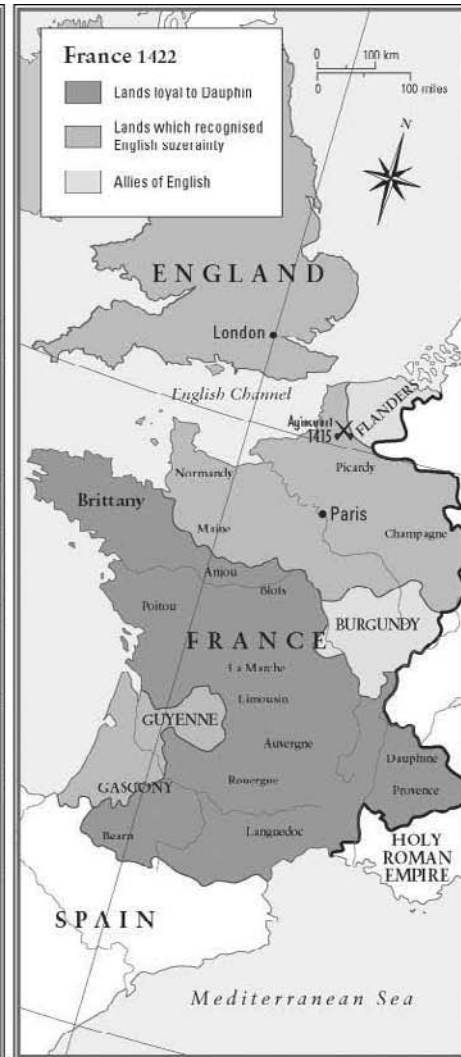 France 1422
Lands loyal to Dauphin
Lands which recognised
English suzerainty
Allies of English
0 100 km
0 100 miles
N
ENGLAND
London
English Channel
Agincourt
1415
FLANDERS
Picardy
Normandy
Brittany
Paris
Maine
Champagne
Anjou
Blois
Poitou
BURGUNDY
FRANCE
La Marche
Limousin
GUYENNE
Auvergne
Dauphine
GASCONY
Rouergue
Provence
Bearn
Languedoc
HOLY
ROMAN
EMPIRE
SPAIN
Mediterranean Sea